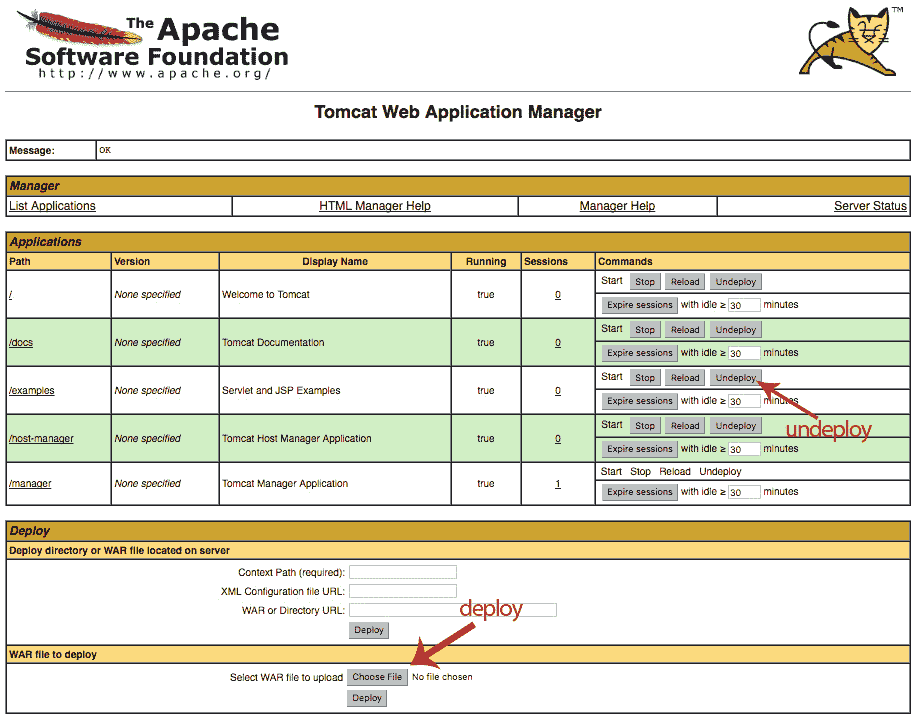 The Apache
Software Foundation
http://www.apache.org/
TM
Tomcat Web Application Manager
Message: OK
Manager
List Applications HTML Manager Help Manager Help Server Status
Applications
Path Version Display Name Running Sessions Commands
Start Stop Reload Undeploy
/ None specified Welcome to Tomcat true 0
Expire sessions with idle ≥ 30 minutes
Start Stop Reload Undeploy
/docs None specified Tomcat Documentation true 0
Expire sessions with idle ≥ 30 minutes
Start Stop Reload Undeploy
/examples None specified Servlet and JSP Examples true 0
Expire sessions with idle ≥ 30 minutes
undeploy
Start Stop Reload Undeploy
/host-manager None specified Tomcat Host Manager Application true 0
Expire sessions with idle ≥ 30 minutes
Start Stop Reload Undeploy
/manager None specified Tomcat Manager Application true 1
Expire sessions with idle ≥ 30 minutes
Deploy
Deploy directory or WAR file located on server
Context Path (required):
XML Configuration file URL:
WAR or Directory URL:
deploy
Deploy
WAR file to deploy
Select WAR file to upload Choose File No file chosen
Deploy